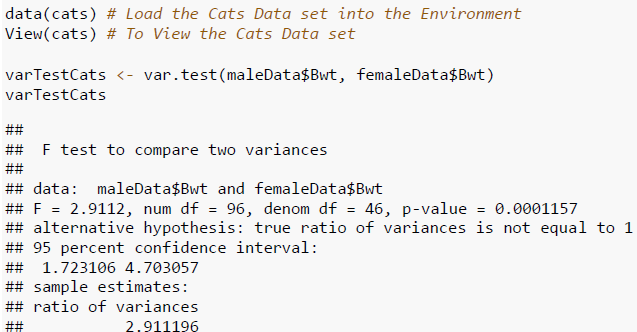 data(cats) # Load the Cats Data set into the Environment
View(cats) # To View the Cats Data set
varTestCats <- var.test(maleData$Bwt, femaleData$Bwt)
varTestCats
##
##  F test to compare two variances
##
## data:  maleData$Bwt and femaleData$Bwt
## F = 2.9112, num df = 96, denom df = 46, p-value = 0.0001157
## alternative hypothesis: true ratio of variances is not equal to 1
## 95 percent confidence interval:
##  1.723106 4.703057
## sample estimates:
## ratio of variances
##           2.911196